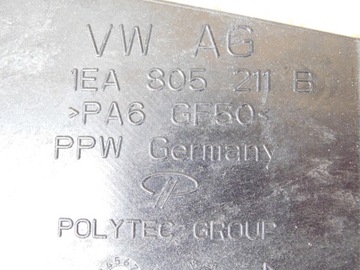 VW AG
1EA 805 211 B
>PA6 GF50<
PPW Germany
POLYTEC GROUP